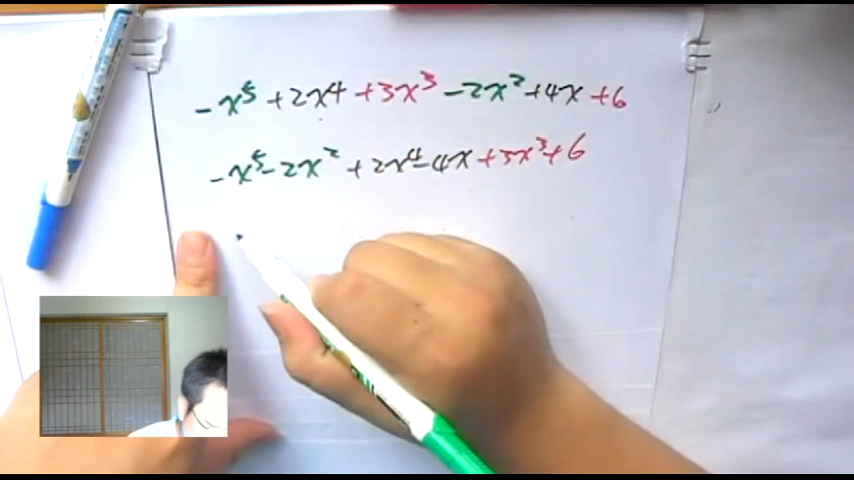 -x⁵ +2x4 +3x³ -2x² +4x +6
-x⁵-2x² +2x⁴-4x+3x³+6